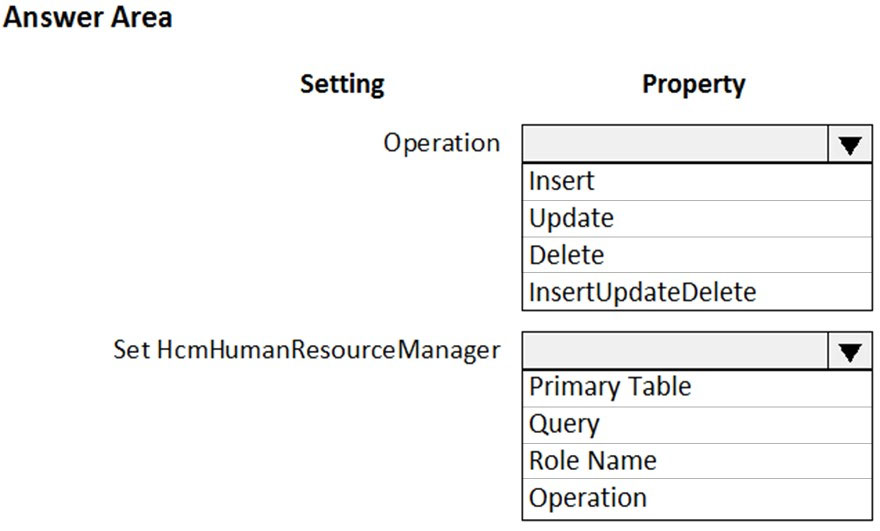 Answer Area
Setting Property
Operation
Insert
Update
Delete
InsertUpdateDelete
Set HcmHumanResourceManager
Primary Table
Query
Role Name
Operation